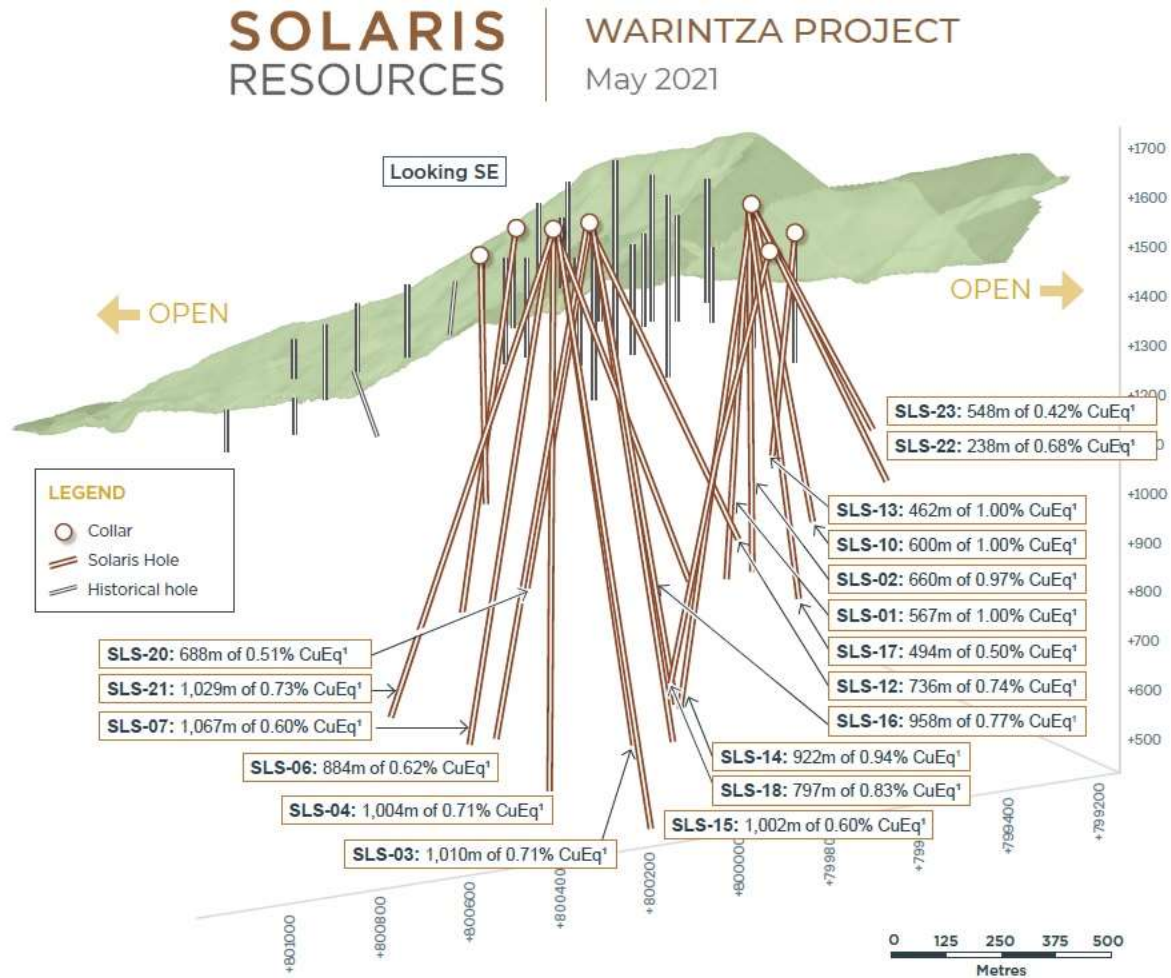 SOLARIS
RESOURCES
WARINTZA PROJECT
May 2021
Looking SE
OPEN
OPEN
+1700
+1600
+1500
+1400
+1300
+1000
+900
+800
+700
+600
+500
SLS-23: 548m of 0.42% CuEq¹
SLS-22: 238m of 0.68% CuEq¹
SLS-13: 462m of 1.00% CuEq¹
SLS-10: 600m of 1.00% CuEq¹
SLS-02: 660m of 0.97% CuEq¹
SLS-01: 567m of 1.00% CuEq¹
SLS-17: 494m of 0.50% CuEq¹
SLS-12: 736m of 0.74% CuEq¹
SLS-16: 958m of 0.77% CuEq¹
SLS-14: 922m of 0.94% CuEq¹
SLS-18: 797m of 0.83% CuEq¹
SLS-15: 1,002m of 0.60% CuEq¹
LEGEND
Collar
Solaris Hole
Historical hole
SLS-20: 688m of 0.51% CuEq¹
SLS-21: 1,029m of 0.73% CuEq¹
SLS-07: 1,067m of 0.60% CuEq¹
SLS-06: 884m of 0.62% CuEq¹
SLS-04: 1,004m of 0.71% CuEq¹
SLS-03: 1,010m of 0.71% CuEq¹
+801000
+800800
+800600
+800400
+800200
+800000
+799400
+799200
0 125 250 375 500
Metres